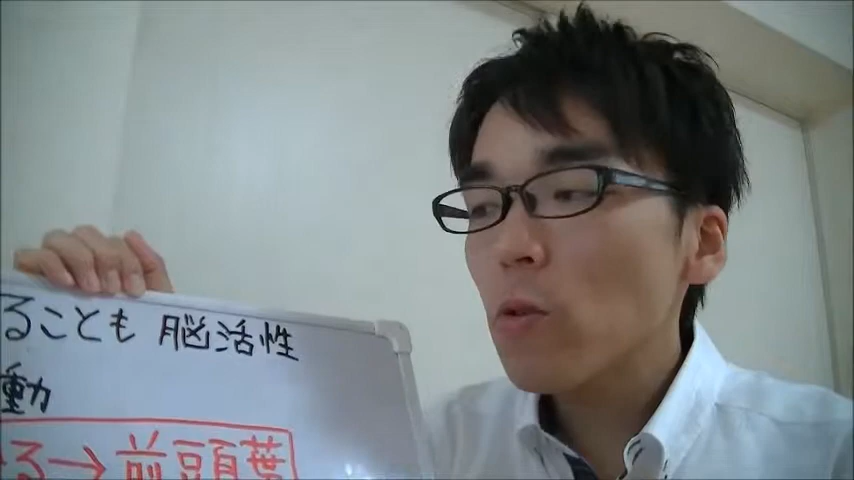 ることも 脳活性
動
る→前頭葉